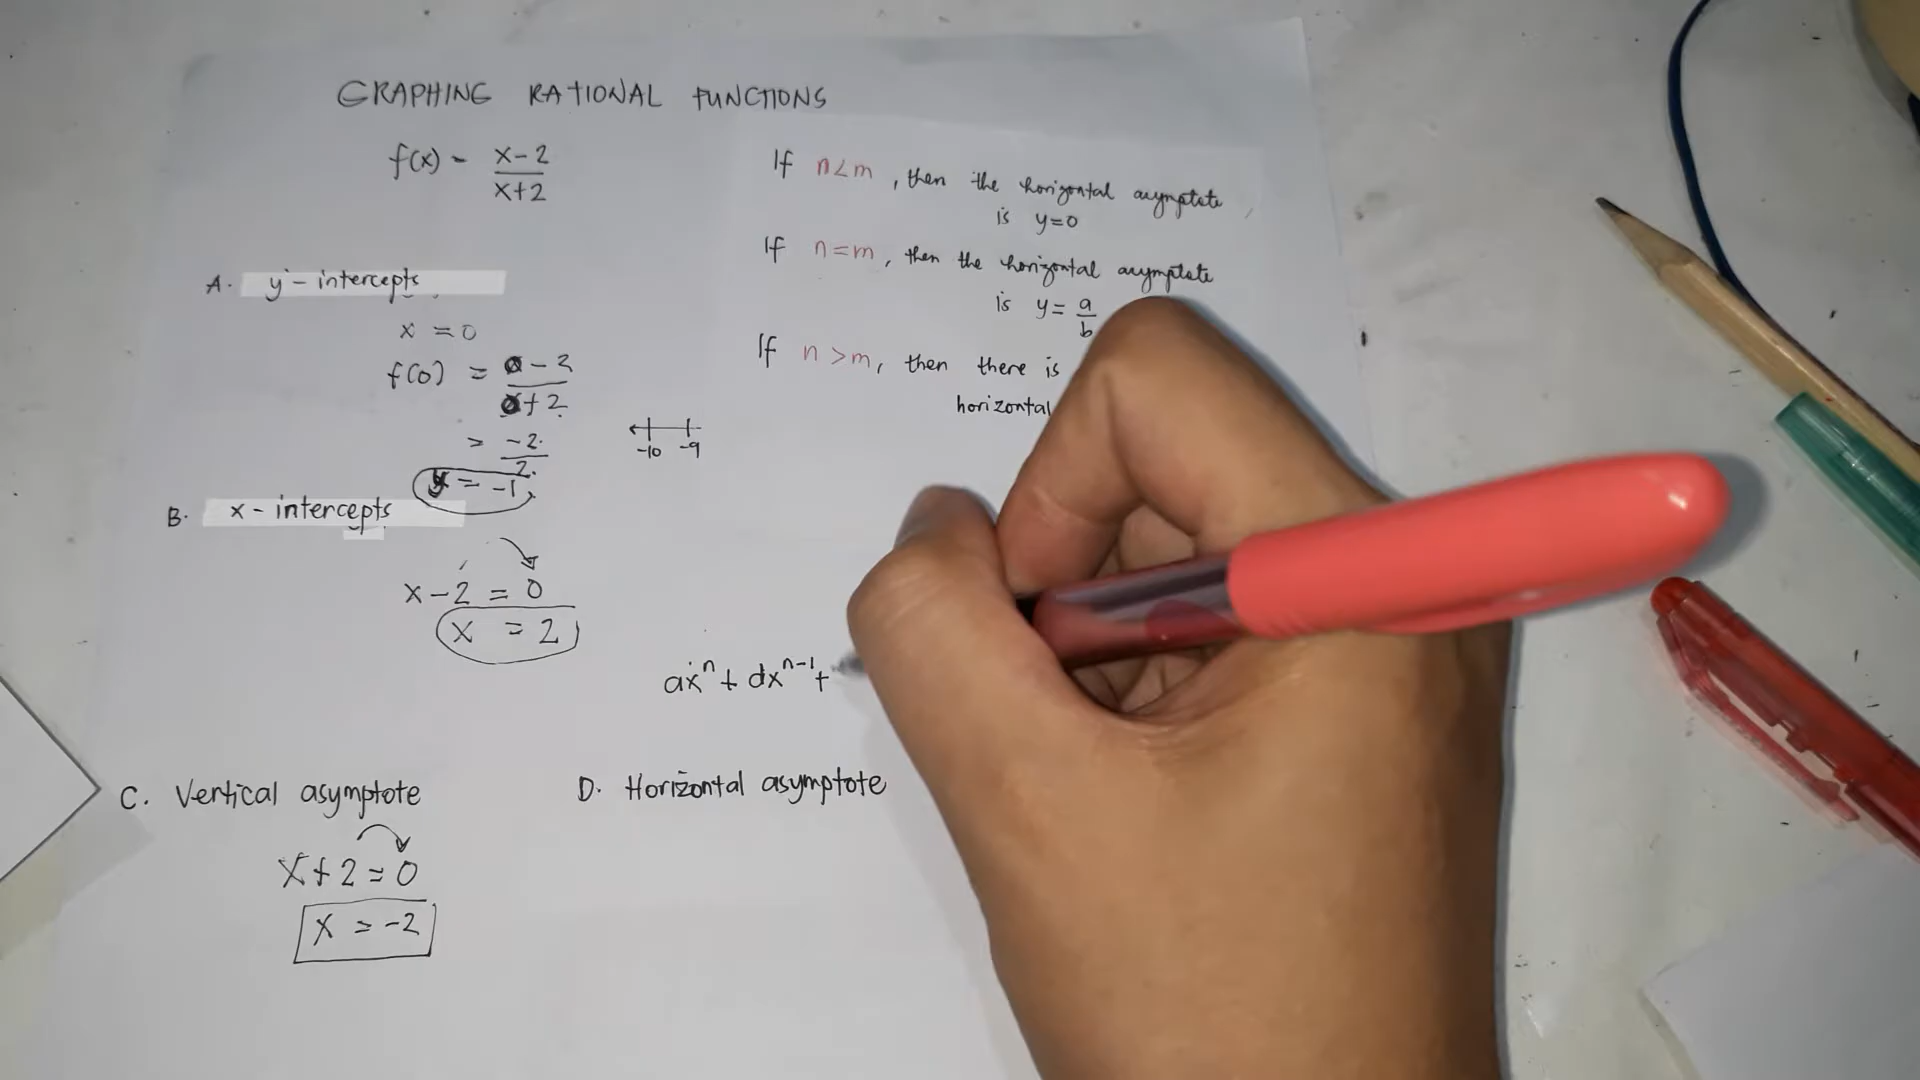 GRAPHING RATIONAL FUNCTIONS
f(x) = x-2
x+2
A. y - intercepts
x = 0
f(0) = 0 - 2
0 + 2
= -2
2
y = -1
-10 -9
B. x - intercepts
x - 2 = 0
x = 2
If n<m, then the horizontal asymptote
is y=0
If n=m, then the horizontal asymptote
is y= a
b
If n>m, then there is
horizontal
ax^n + dx^n-1 +
C. Vertical asymptote
x+2=0
x = -2
D. Horizontal asymptote